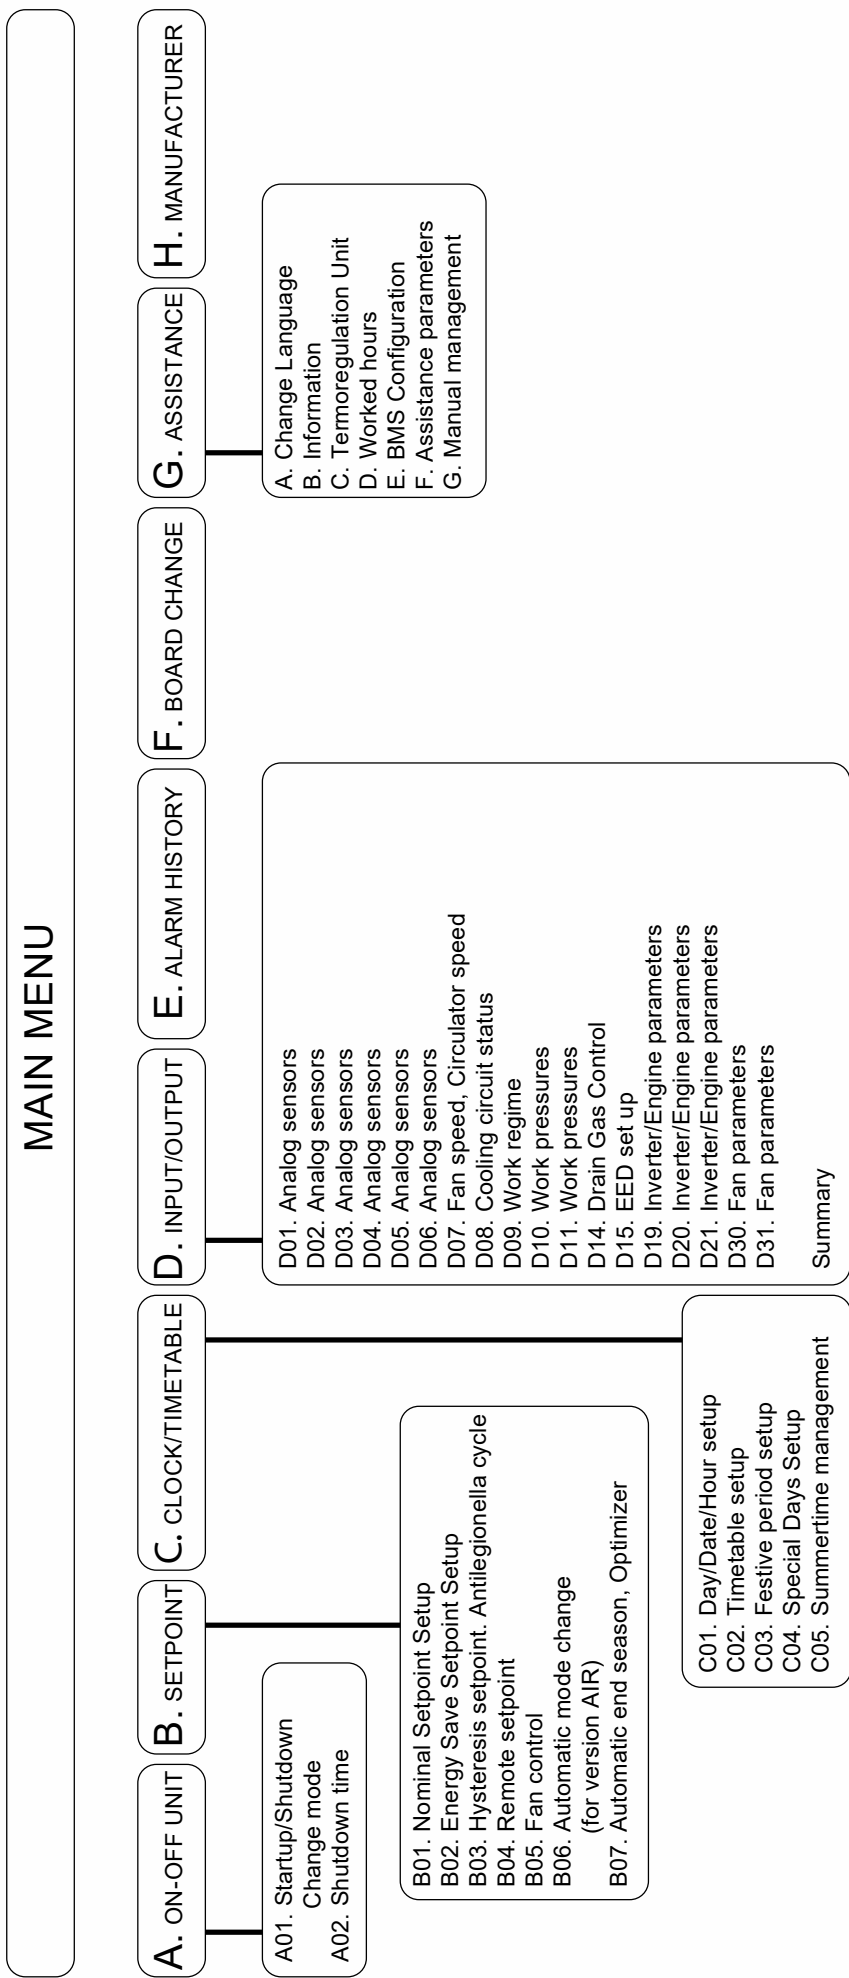 MAIN MENU
A. ON-OFF UNIT
A01. Startup/Shutdown
Change mode
A02. Shutdown time
B. SETPOINT
B01. Nominal Setpoint Setup
B02. Energy Save Setpoint Setup
B03. Hysteresis setpoint. Antilegionella cycle
B04. Remote setpoint
B05. Fan control
B06. Automatic mode change
(for version AIR)
B07. Automatic end season, Optimizer
C. CLOCK/TIMETABLE
C01. Day/Date/Hour setup
C02. Timetable setup
C03. Festive period setup
C04. Special Days Setup
C05. Summertime management
D. INPUT/OUTPUT
D01. Analog sensors
D02. Analog sensors
D03. Analog sensors
D04. Analog sensors
D05. Analog sensors
D06. Analog sensors
D07. Fan speed, Circulator speed
D08. Cooling circuit status
D09. Work regime
D10. Work pressures
D11. Work pressures
D14. Drain Gas Control
D15. EED set up
D19. Inverter/Engine parameters
D20. Inverter/Engine parameters
D21. Inverter/Engine parameters
D30. Fan parameters
D31. Fan parameters
Summary
E. ALARM HISTORY
F. BOARD CHANGE
G. ASSISTANCE
A. Change Language
B. Information
C. Termoregulation Unit
D. Worked hours
E. BMS Configuration
F. Assistance parameters
G. Manual management
H. MANUFACTURER